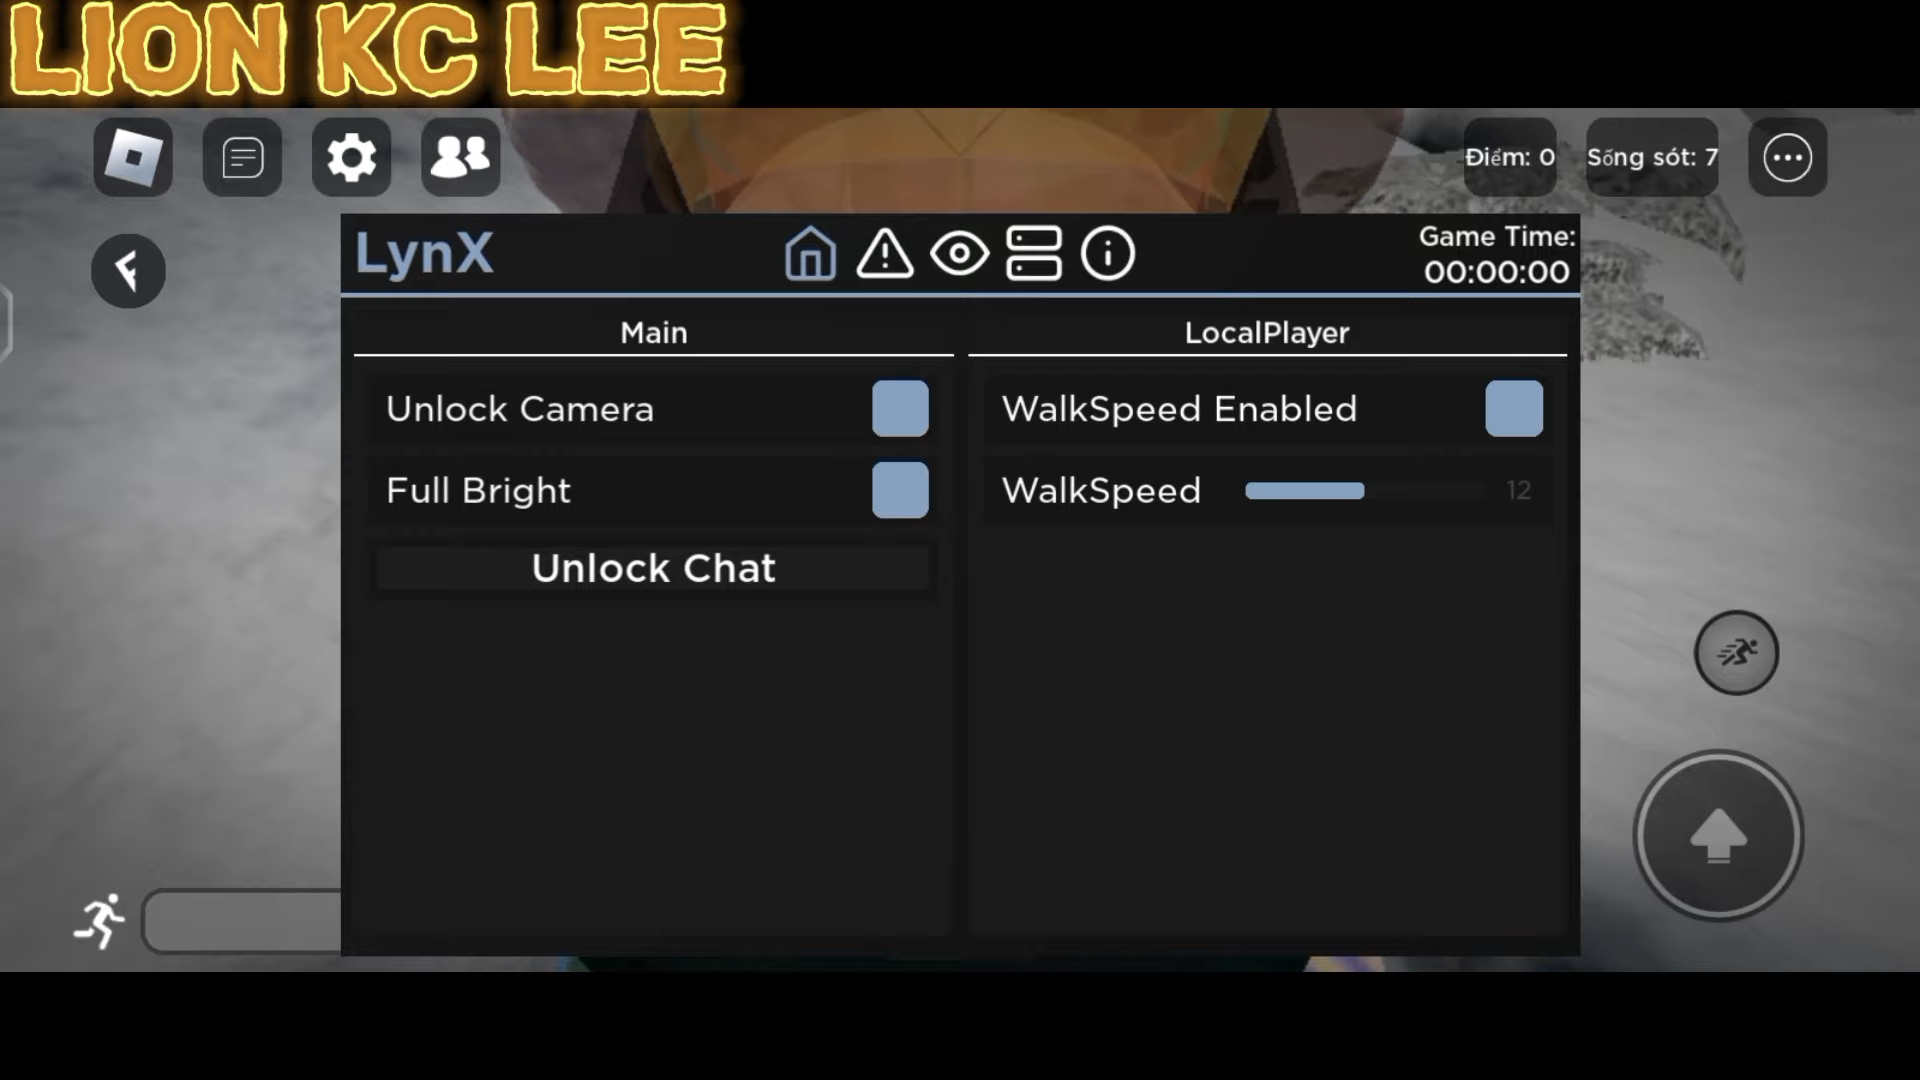 LION KC LEE
Điểm: 0
Sống sót: 7
LynX
Game Time:
00:00:00
Main
LocalPlayer
Unlock Camera
WalkSpeed Enabled
Full Bright
WalkSpeed
12
Unlock Chat